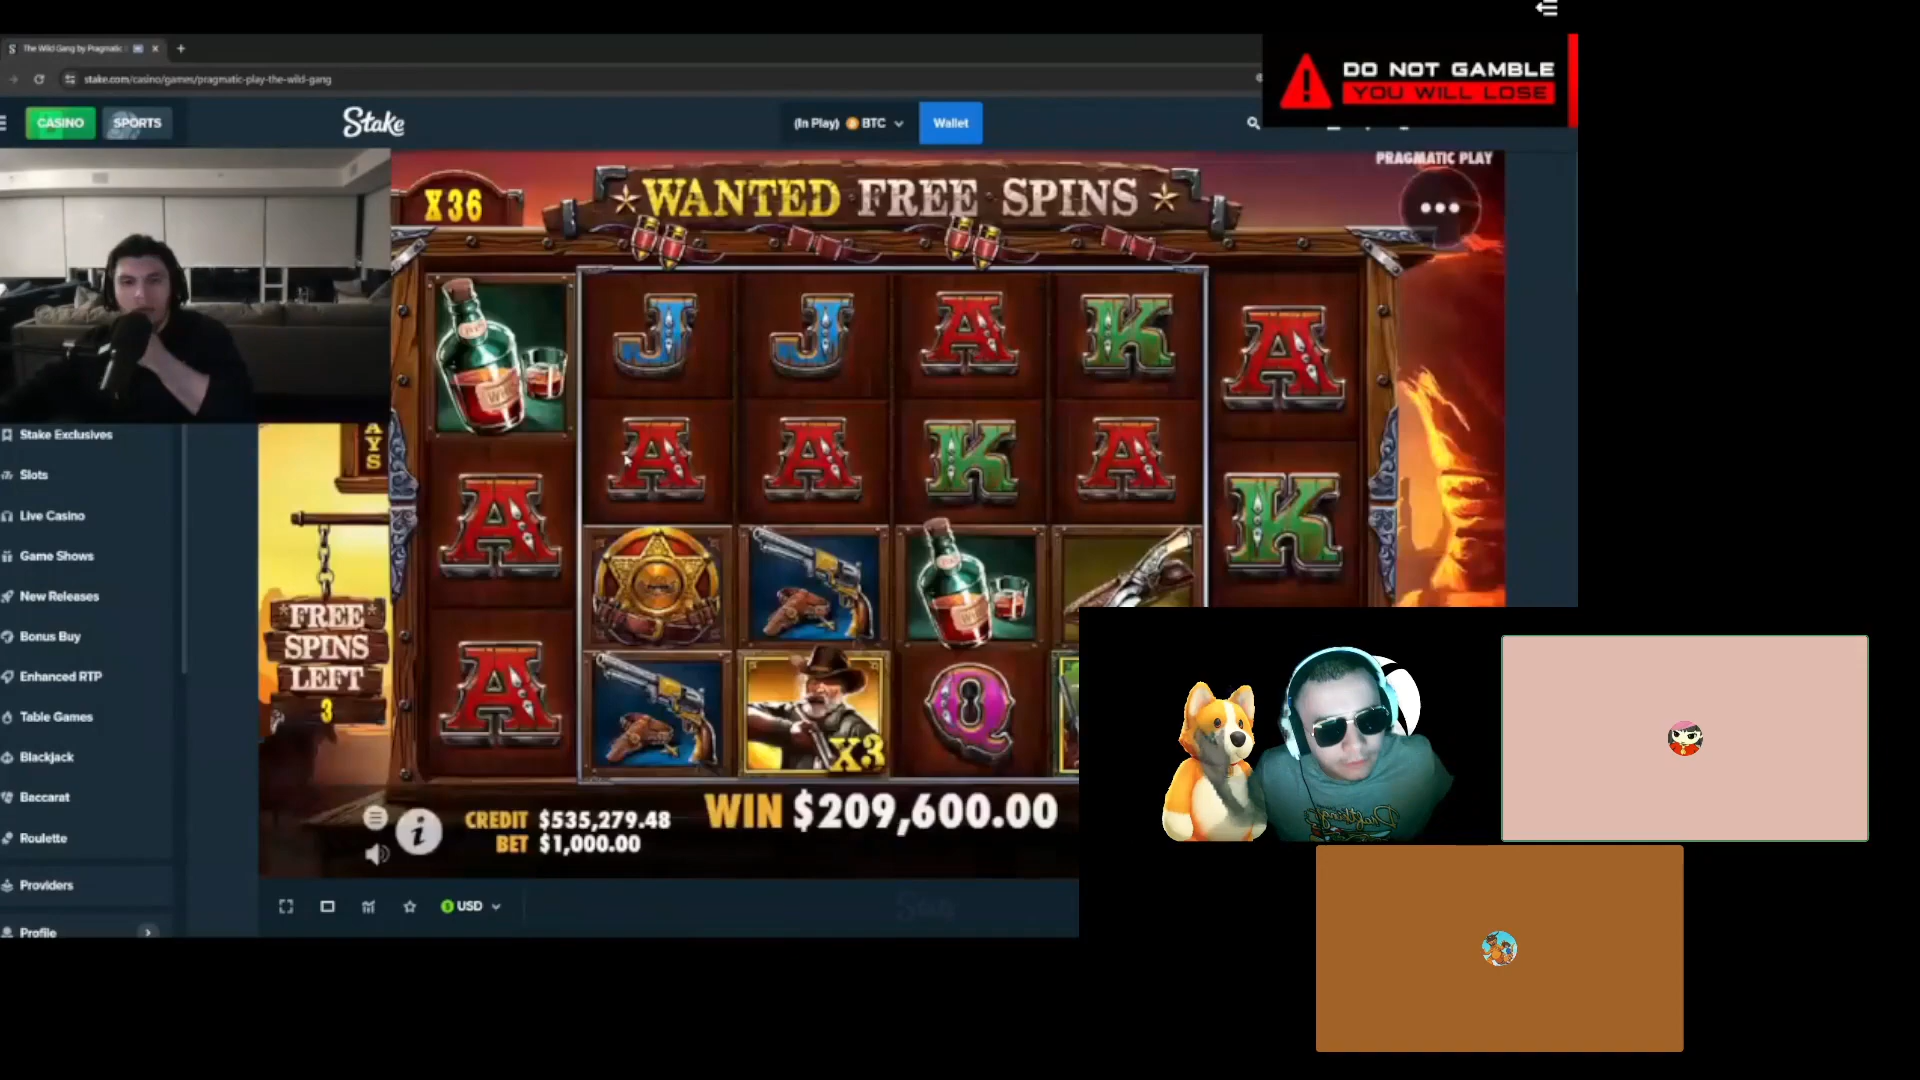 The Wild Gang by Pragmatic
stake.com/casino/games/pragmatic-play-the-wild-gang
DO NOT GAMBLE
YOU WILL LOSE
CASINO
SPORTS
Stake
(In Play) BTC
Wallet
PRAGMATIC PLAY
X36
WANTED FREE SPINS
J J A K A
A A K A
A K
A Q
X3
AYS
FREE
SPINS
LEFT
3
Stake Exclusives
Slots
Live Casino
Game Shows
New Releases
Bonus Buy
Enhanced RTP
Table Games
Blackjack
Baccarat
Roulette
Providers
Profile
CREDIT $535,279.48
BET $1,000.00
WIN $209,600.00
USD
Stake